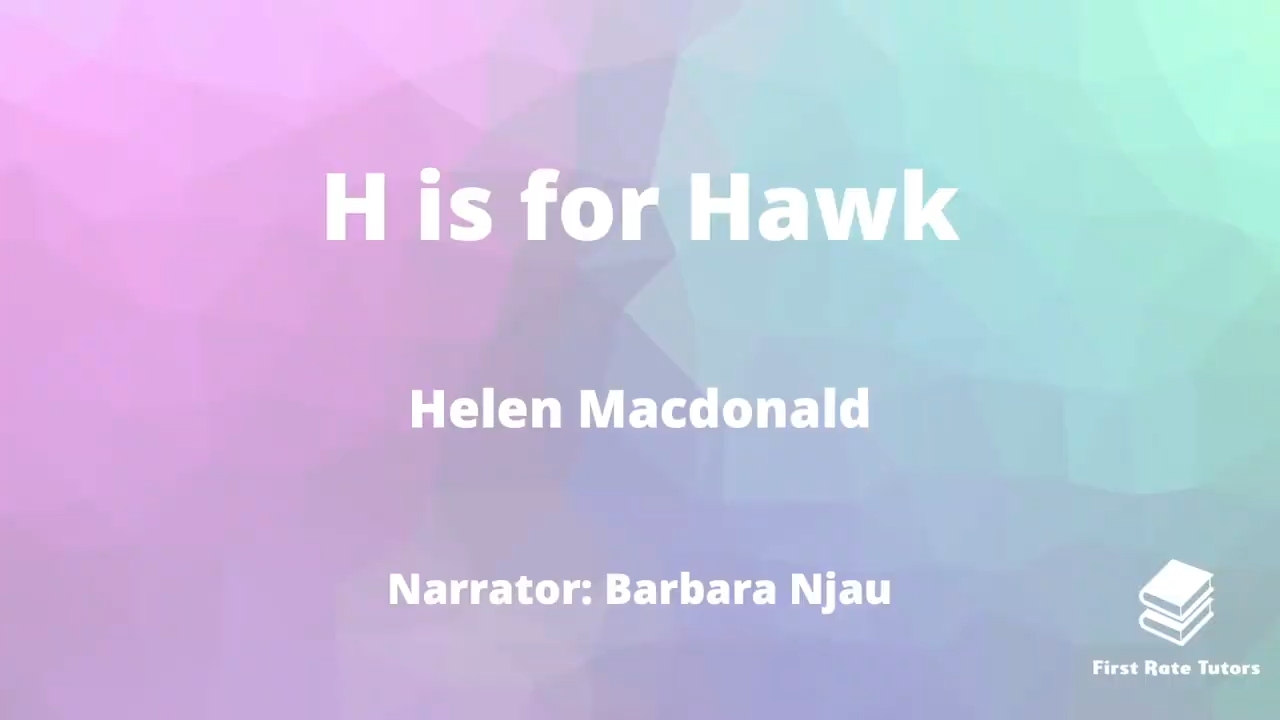 H is for Hawk
Helen Macdonald
Narrator: Barbara Njau
First Rate Tutors